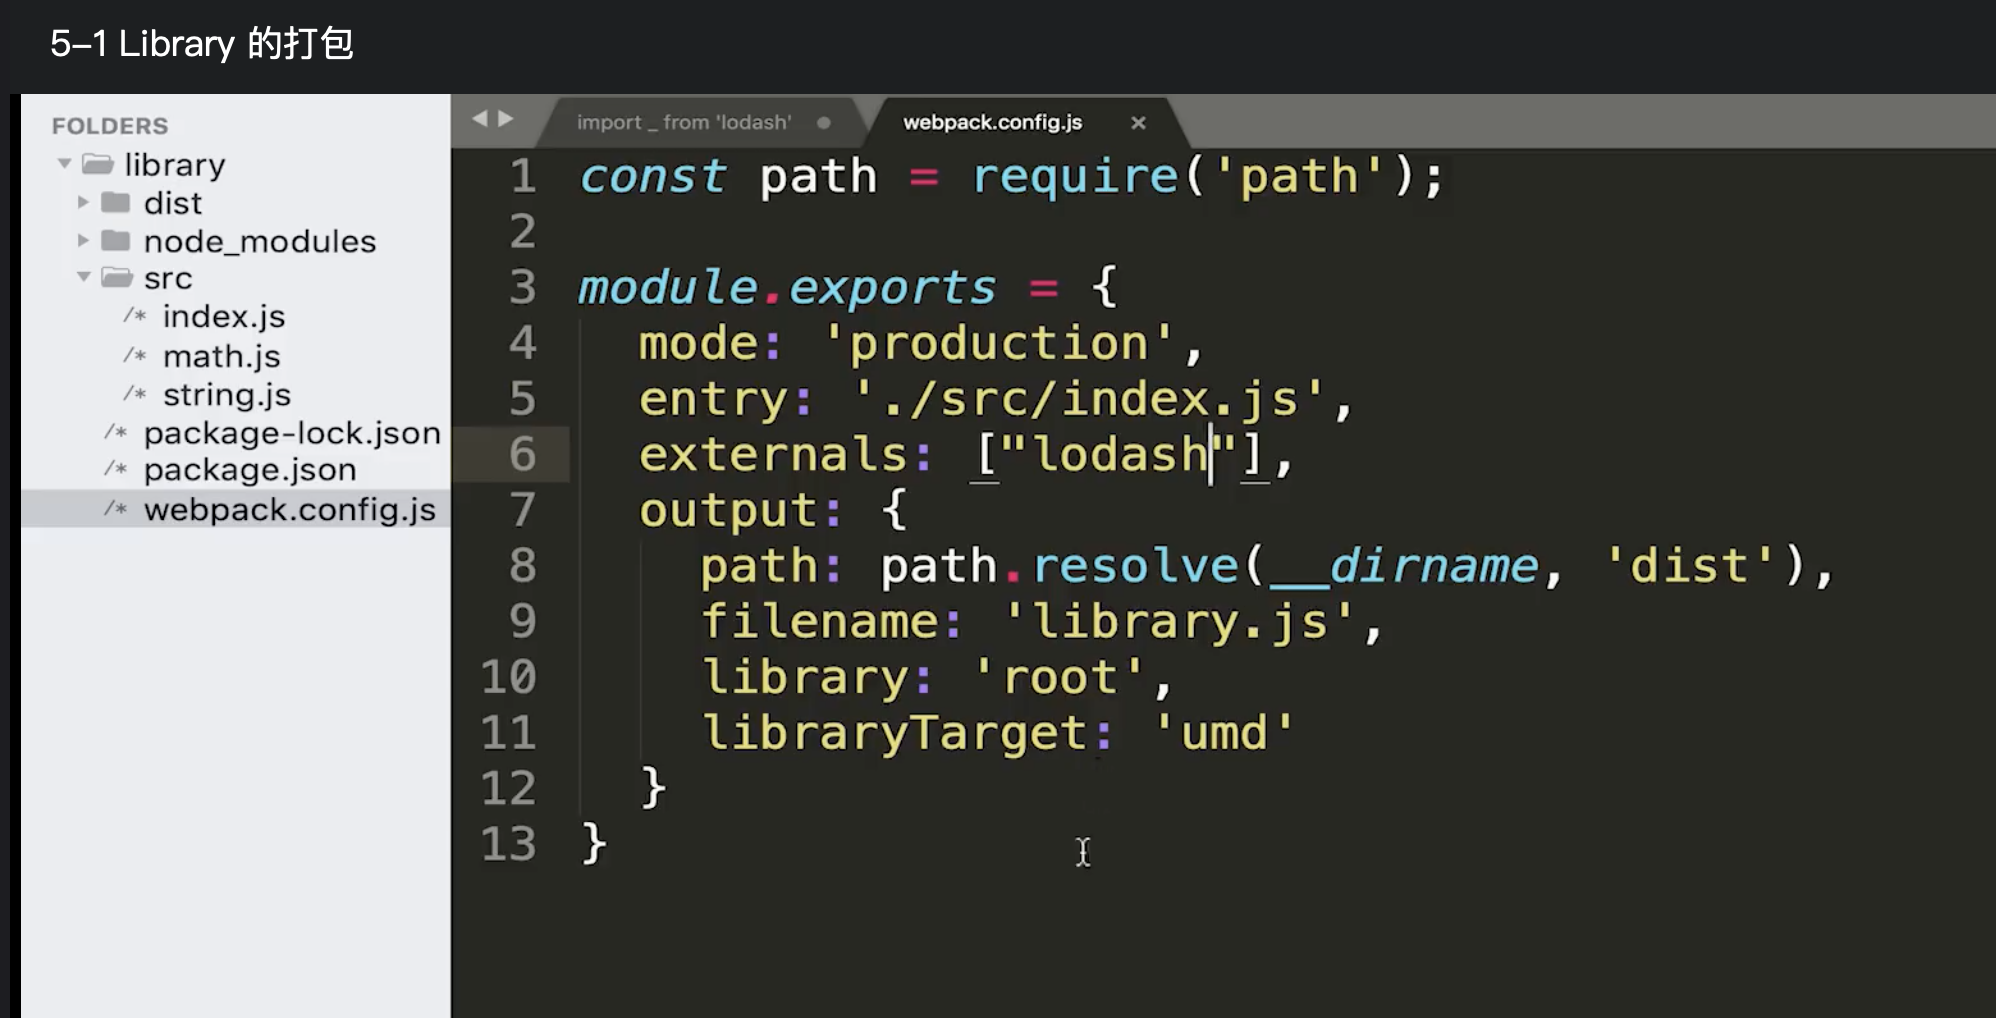 5-1 Library 的打包
FOLDERS
library
dist
node_modules
src
/* index.js
/* math.js
/* string.js
/* package-lock.json
/* package.json
/* webpack.config.js
import _ from 'lodash'
webpack.config.js ×
1 const path = require('path');
2
3 module.exports = {
4 mode: 'production',
5 entry: './src/index.js',
6 externals: ["lodash"],
7 output: {
8 path: path.resolve(__dirname, 'dist'),
9 filename: 'library.js',
10 library: 'root',
11 libraryTarget: 'umd'
12 }
13 }